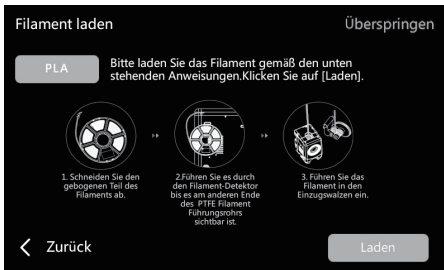 Filament laden
Überspringen
PLA
Bitte laden Sie das Filament gemäß den unten
stehenden Anweisungen.Klicken Sie auf [Laden].
1. Schneiden Sie den
gebogenen Teil des
Filaments ab.
2.Führen Sie es durch
den Filament-Detektor
bis es am anderen Ende
des PTFE Filament
Führungsrohrs
sichtbar ist.
3. Führen Sie das
Filament in den
Einzugswalzen ein.
Zurück
Laden